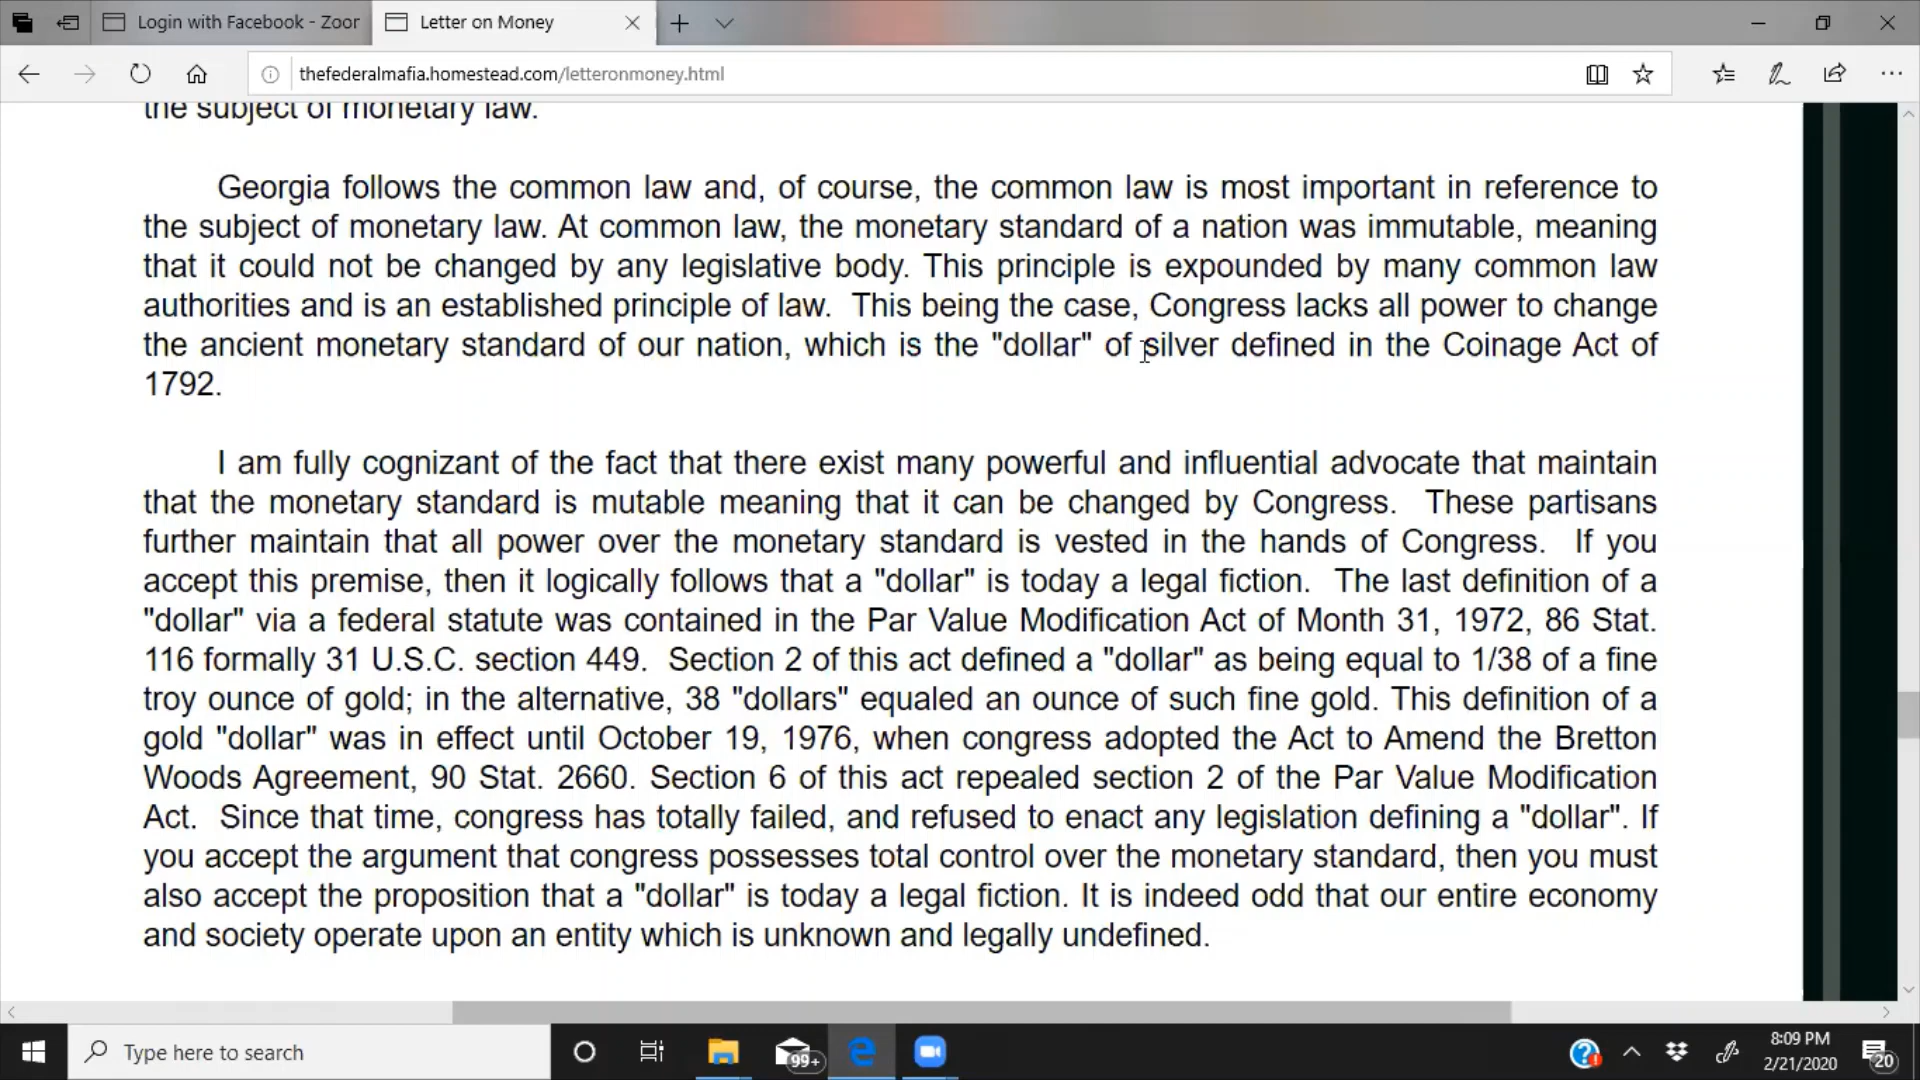 Login with Facebook - Zoor
Letter on Money
thefederalmafia.homestead.com/letteronmoney.html
the subject of monetary law.
Georgia follows the common law and, of course, the common law is most important in reference to
the subject of monetary law. At common law, the monetary standard of a nation was immutable, meaning
that it could not be changed by any legislative body. This principle is expounded by many common law
authorities and is an established principle of law. This being the case, Congress lacks all power to change
the ancient monetary standard of our nation, which is the "dollar" of silver defined in the Coinage Act of
1792.
I am fully cognizant of the fact that there exist many powerful and influential advocate that maintain
that the monetary standard is mutable meaning that it can be changed by Congress. These partisans
further maintain that all power over the monetary standard is vested in the hands of Congress. If you
accept this premise, then it logically follows that a "dollar" is today a legal fiction. The last definition of a
"dollar" via a federal statute was contained in the Par Value Modification Act of Month 31, 1972, 86 Stat.
116 formally 31 U.S.C. section 449. Section 2 of this act defined a "dollar" as being equal to 1/38 of a fine
troy ounce of gold; in the alternative, 38 "dollars" equaled an ounce of such fine gold. This definition of a
gold "dollar" was in effect until October 19, 1976, when congress adopted the Act to Amend the Bretton
Woods Agreement, 90 Stat. 2660. Section 6 of this act repealed section 2 of the Par Value Modification
Act. Since that time, congress has totally failed, and refused to enact any legislation defining a "dollar". If
you accept the argument that congress possesses total control over the monetary standard, then you must
also accept the proposition that a "dollar" is today a legal fiction. It is indeed odd that our entire economy
and society operate upon an entity which is unknown and legally undefined.
Type here to search
99+
8:09 PM
2/21/2020
20